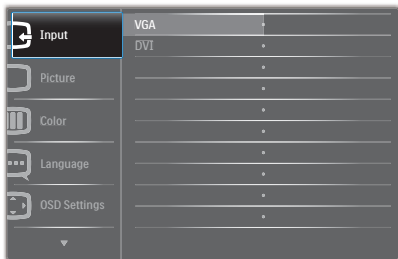 Input
Picture
Color
Language
OSD Settings
VGA
DVI